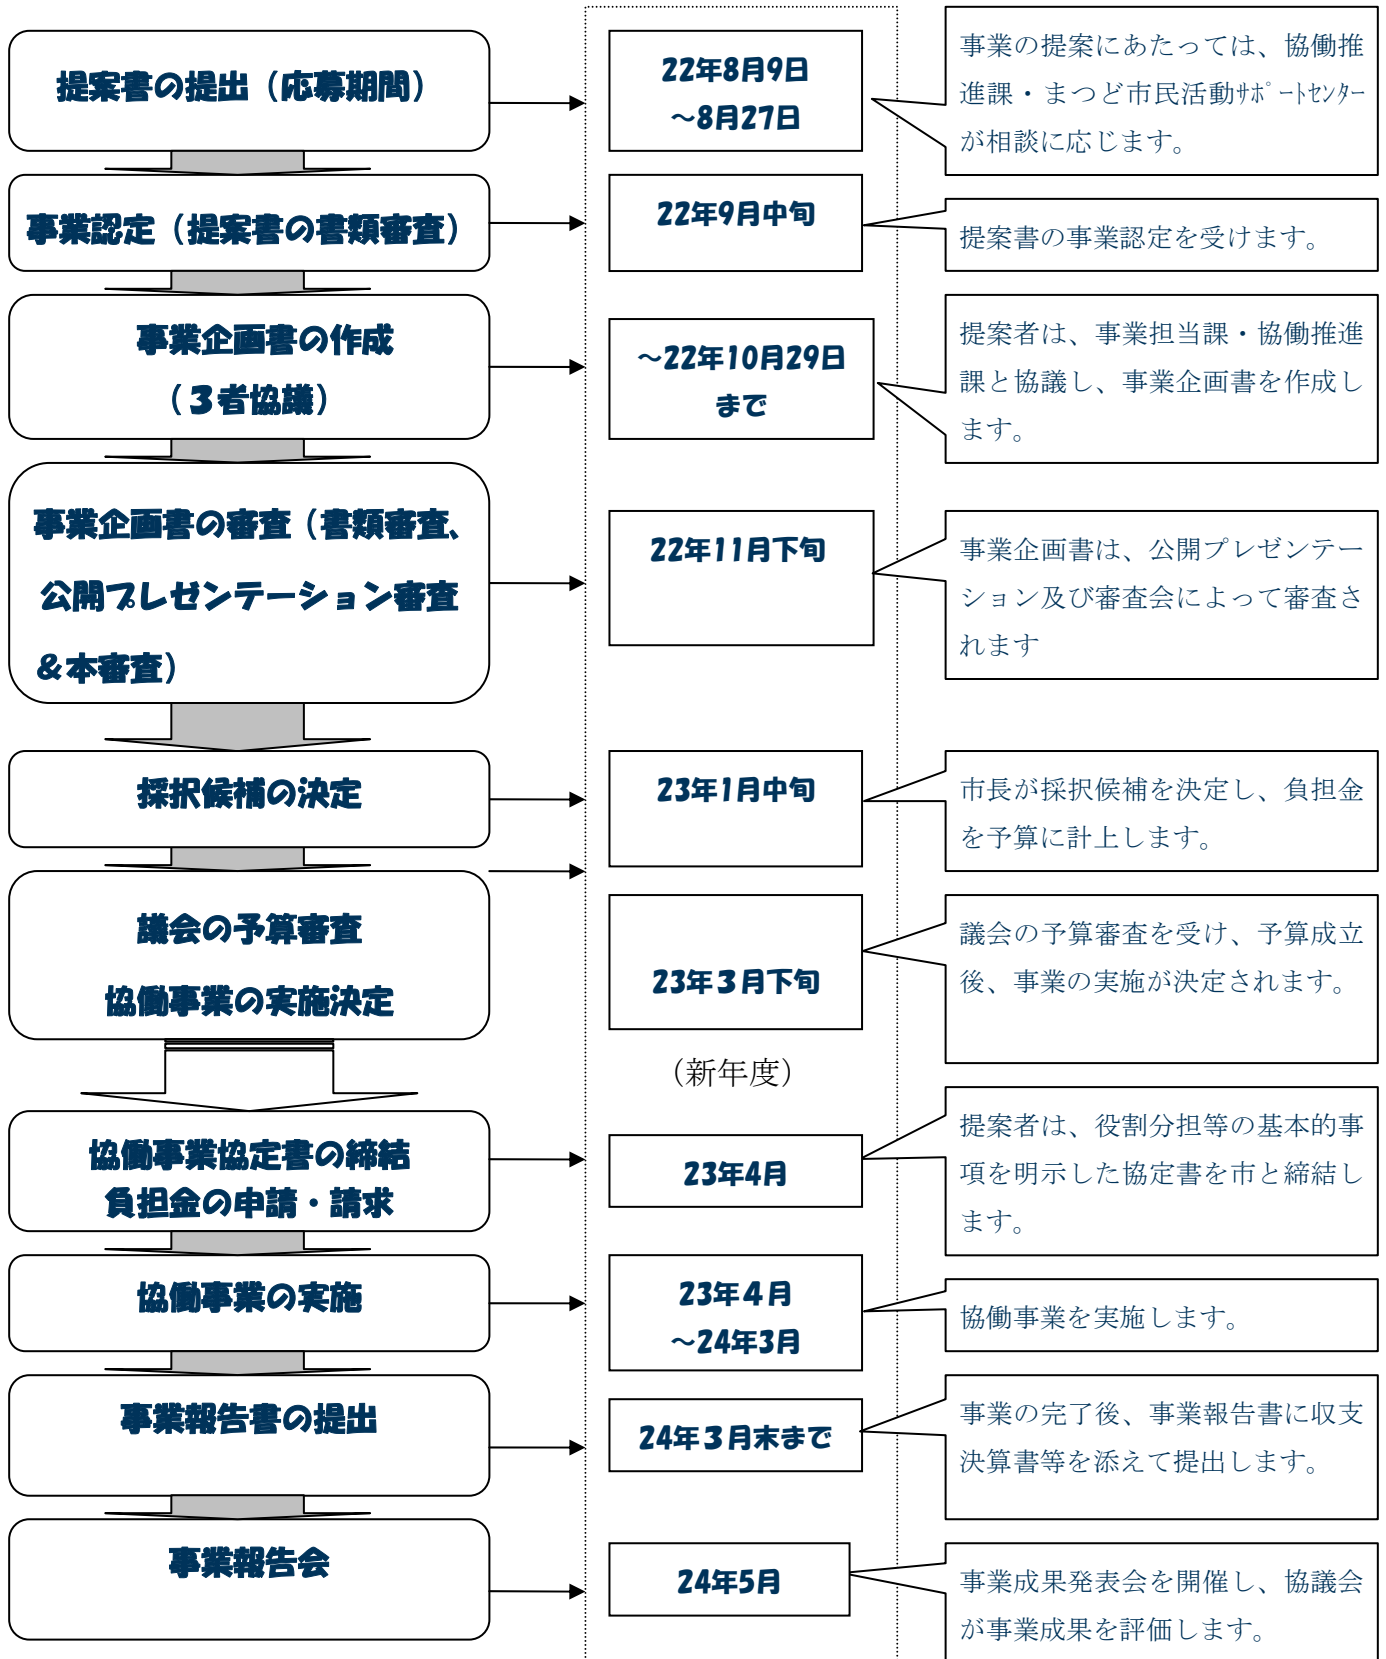 提案書の提出（応募期間）
22年8月9日
～8月27日
事業の提案にあたっては、協働推
進課・まつど市民活動ｻﾎﾟｰﾄｾﾝﾀｰ
が相談に応じます。
事業認定（提案書の書類審査）
22年9月中旬
提案書の事業認定を受けます。
事業企画書の作成
（３者協議）
～22年10月29日
まで
提案者は、事業担当課・協働推進
課と協議し、事業企画書を作成し
ます。
事業企画書の審査（書類審査、
公開プレゼンテーション審査
＆本審査）
22年11月下旬
事業企画書は、公開プレゼンテー
ション及び審査会によって審査さ
れます
採択候補の決定
23年1月中旬
市長が採択候補を決定し、負担金
を予算に計上します。
議会の予算審査
協働事業の実施決定
23年３月下旬
議会の予算審査を受け、予算成立
後、事業の実施が決定されます。
（新年度）
協働事業協定書の締結
負担金の申請・請求
23年4月
提案者は、役割分担等の基本的事
項を明示した協定書を市と締結し
ます。
協働事業の実施
23年４月
～24年3月
協働事業を実施します。
事業報告書の提出
24年３月末まで
事業の完了後、事業報告書に収支
決算書等を添えて提出します。
事業報告会
24年5月
事業成果発表会を開催し、協議会
が事業成果を評価します。